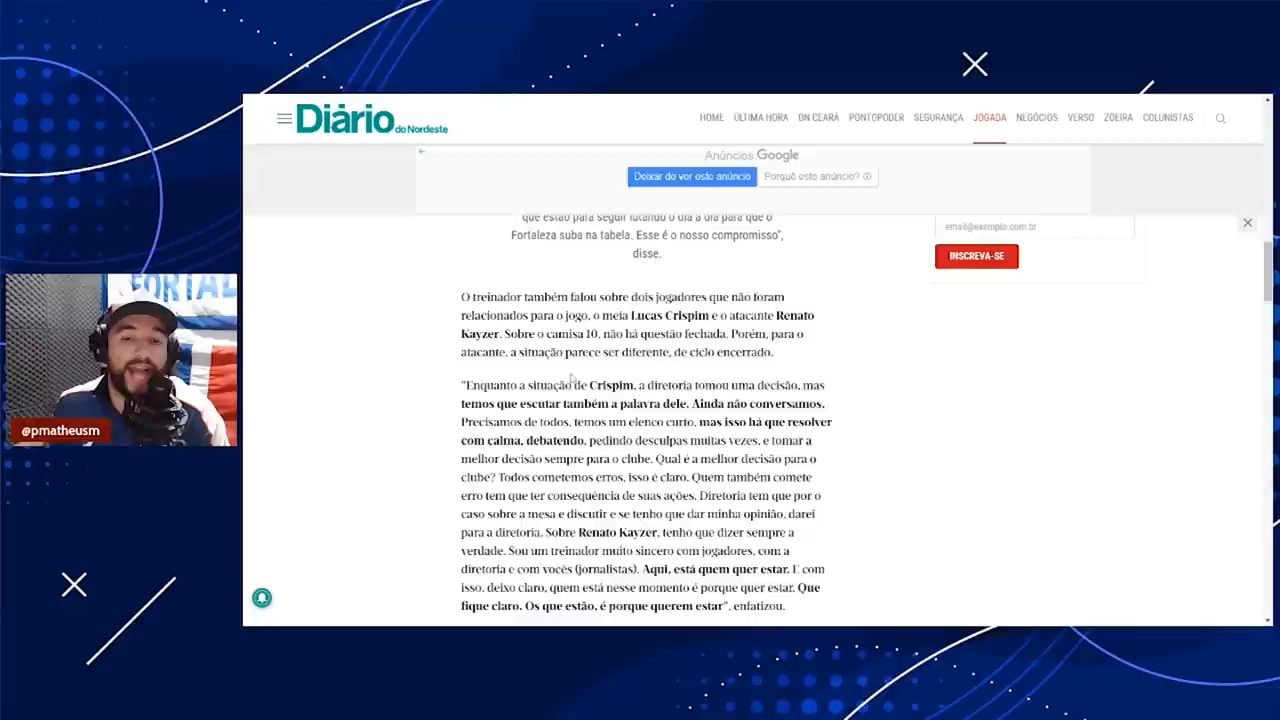 Diário do Nordeste
HOME ÚLTIMA HORA DN CEARÁ PONTOPODER SEGURANÇA JOGADA NEGÓCIOS VERSO ZOEIRA COLUNISTAS
Anúncios Google
Deixar de ver este anúncio Porquê este anúncio?
que estão para seguir lutando o dia a dia para que o
Fortaleza suba na tabela. Esse é o nosso compromisso”,
disse.
email@exemplo.com.br
INSCREVA-SE
O treinador também falou sobre dois jogadores que não foram
relacionados para o jogo, o meia Lucas Crispim e o atacante Renato
Kayzer. Sobre o camisa 10, não há questão fechada. Porém, para o
atacante, a situação parece ser diferente, de ciclo encerrado.
"Enquanto a situação de Crispim, a diretoria tomou uma decisão, mas
temos que escutar também a palavra dele. Ainda não conversamos.
Precisamos de todos, temos um elenco curto, mas isso há que resolver
com calma, debatendo, pedindo desculpas muitas vezes, e tomar a
melhor decisão sempre para o clube. Qual é a melhor decisão para o
clube? Todos cometemos erros, isso é claro. Quem também comete
erro tem que ter consequência de suas ações. Diretoria tem que por o
caso sobre a mesa e discutir e se tenho que dar minha opinião, darei
para a diretoria. Sobre Renato Kayzer, tenho que dizer sempre a
verdade. Sou um treinador muito sincero com jogadores, com a
diretoria e com vocês (jornalistas). Aqui, está quem quer estar. E com
isso, deixo claro, quem está nesse momento é porque quer estar. Que
fique claro. Os que estão, é porque querem estar", enfatizou.
@pmatheusm